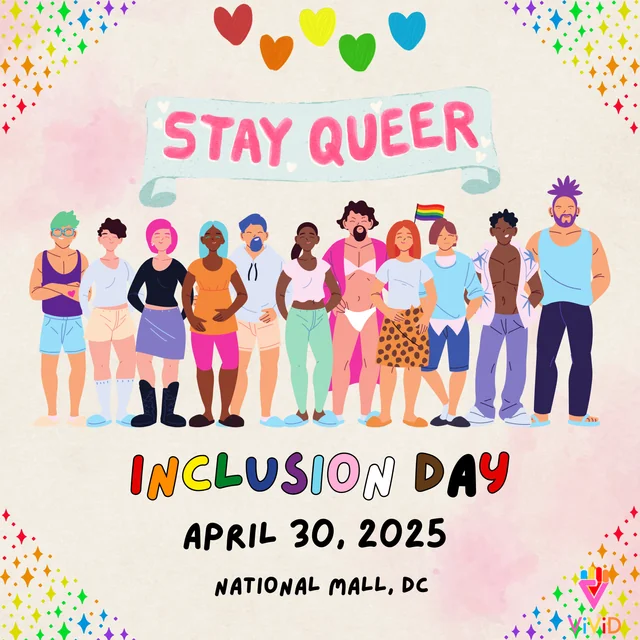 STAY QUEER
INCLUSION DAY
APRIL 30, 2025
NATIONAL MALL, DC
ViViD